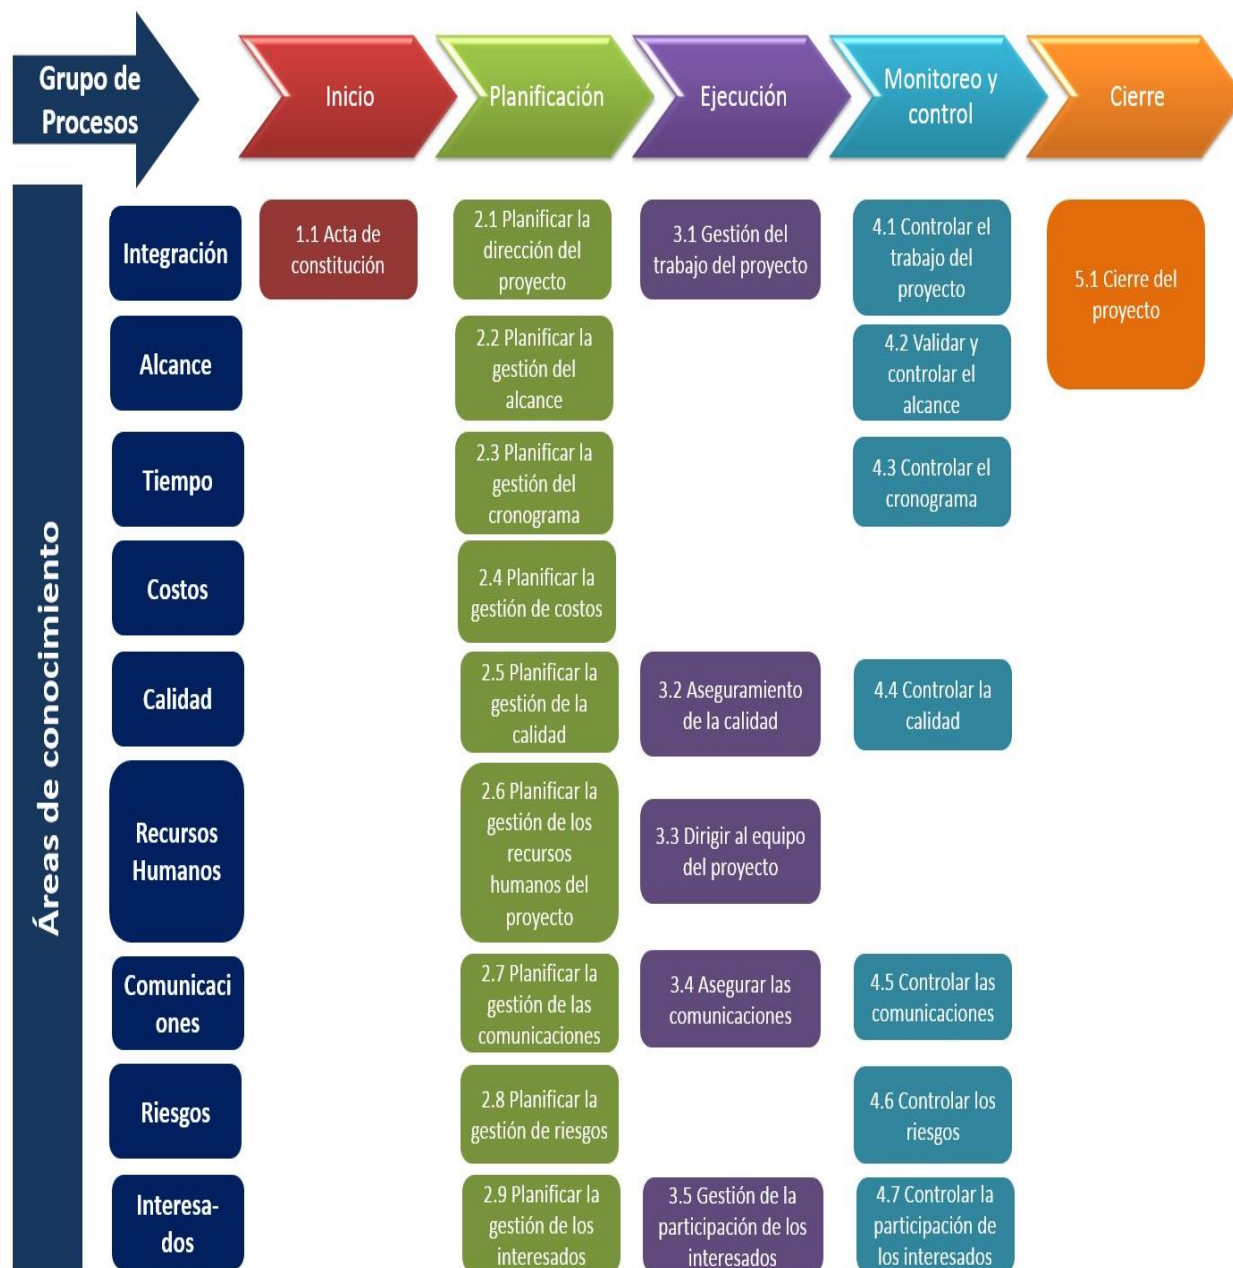 Grupo de
Procesos
Inicio
Planificación
Ejecución
Monitoreo y
control
Cierre
Áreas de conocimiento
Integración
1.1 Acta de
constitución
2.1 Planificar la
dirección del
proyecto
3.1 Gestión del
trabajo del proyecto
4.1 Controlar el
trabajo del
proyecto
5.1 Cierre del
proyecto
Alcance
2.2 Planificar la
gestión del
alcance
4.2 Validar y
controlar el
alcance
Tiempo
2.3 Planificar la
gestión del
cronograma
4.3 Controlar el
cronograma
Costos
2.4 Planificar la
gestión de costos
Calidad
2.5 Planificar la
gestión de la
calidad
3.2 Aseguramiento
de la calidad
4.4 Controlar la
calidad
Recursos
Humanos
2.6 Planificar la
gestión de los
recursos
humanos del
proyecto
3.3 Dirigir al equipo
del proyecto
Comunicaci
ones
2.7 Planificar la
gestión de las
comunicaciones
3.4 Asegurar las
comunicaciones
4.5 Controlar las
comunicaciones
Riesgos
2.8 Planificar la
gestión de riesgos
4.6 Controlar los
riesgos
Interesa-
dos
2.9 Planificar la
gestión de los
interesados
3.5 Gestión de la
participación de los
interesados
4.7 Controlar la
participación de
los interesados